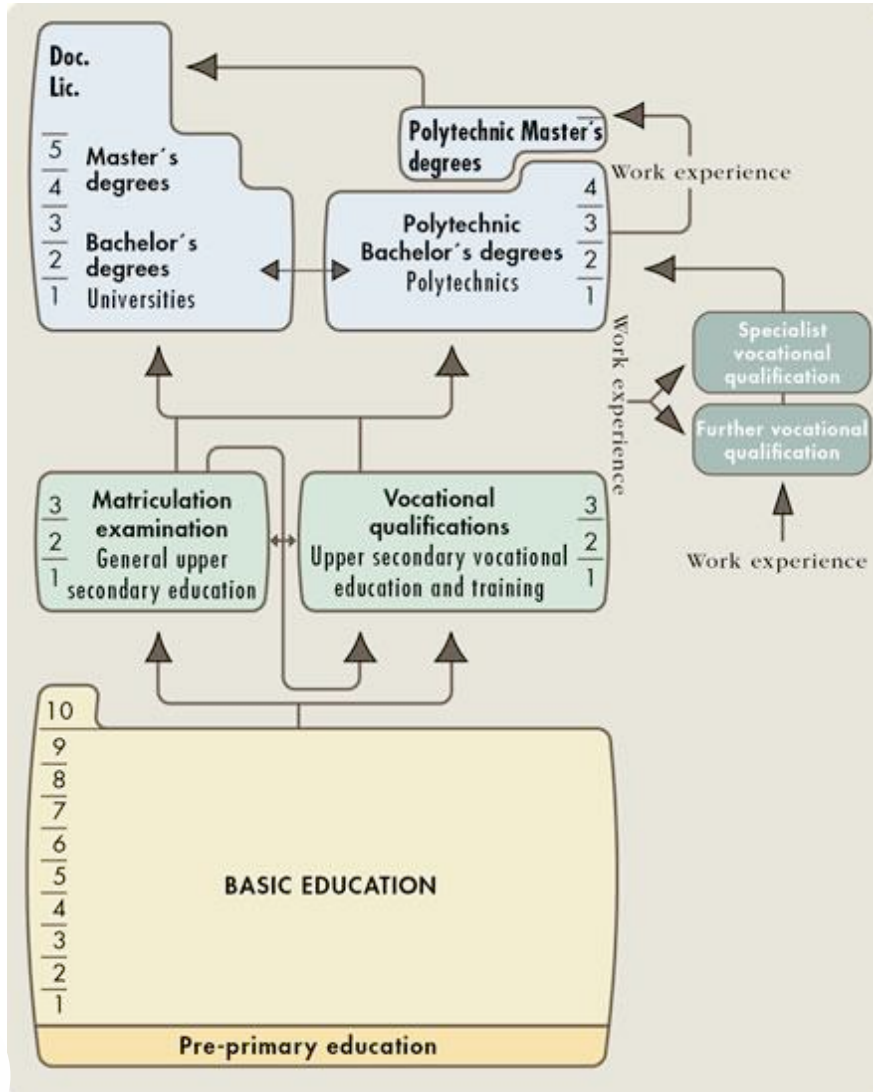 Doc.
Lic.
5
4
3
2
1
Master´s
degrees
Bachelor´s
degrees
Universities
Polytechnic Master´s
degrees
Work experience
Polytechnic
Bachelor´s degrees
Polytechnics
4
3
2
1
Work experience
Specialist
vocational
qualification
Further vocational
qualification
Work experience
3
2
1
Matriculation
examination
General upper
secondary education
Vocational
qualifications
Upper secondary vocational
education and training
3
2
1
10
9
8
7
6
5
4
3
2
1
BASIC EDUCATION
Pre-primary education